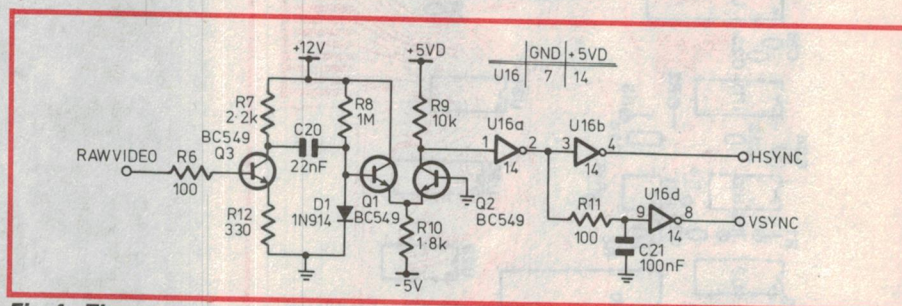 +12V
+5VD
GND +5VD
U16 7 14
R7
2·2k
R8
1M
R9
10k
U16a
U16b
BC549
Q3
C20
22nF
1 2
14
3 4
14
HSYNC
RAWVIDEO
R6
100
Q1
BC549
Q2
BC549
D1
1N914
R12
330
R10
1·8k
-5V
R11
100
U16d
9 8
14
VSYNC
C21
100nF